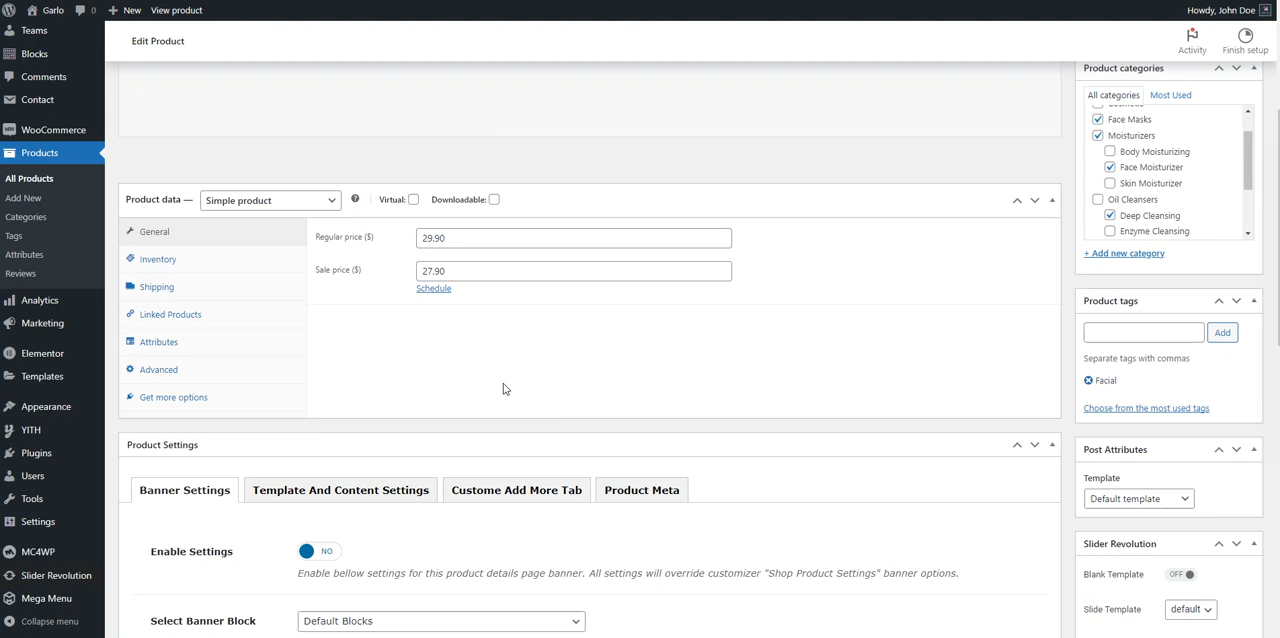 Garlo 0 New View product Howdy, John Doe
Teams
Blocks
Comments
Contact
WooCommerce
Products
All Products
Add New
Categories
Tags
Attributes
Reviews
Analytics
Marketing
Elementor
Templates
Appearance
YITH
Plugins
Users
Tools
Settings
MC4WP
Slider Revolution
Mega Menu
Collapse menu
Edit Product
Activity
Finish setup
Product data — Simple product Virtual: Downloadable:
General
Inventory
Shipping
Linked Products
Attributes
Advanced
Get more options
Regular price ($) 29.90
Sale price ($) 27.90
Schedule
Product Settings
Banner Settings Template And Content Settings Custome Add More Tab Product Meta
Enable Settings NO
Enable bellow settings for this product details page banner. All settings will override customizer "Shop Product Settings" banner options.
Select Banner Block Default Blocks
Product categories
All categories Most Used
Cosmetic
Face Masks
Moisturizers
Body Moisturizing
Face Moisturizer
Skin Moisturizer
Oil Cleansers
Deep Cleansing
Enzyme Cleansing
+ Add new category
Product tags
Add
Separate tags with commas
Facial
Choose from the most used tags
Post Attributes
Template
Default template
Slider Revolution
Blank Template OFF
Slide Template default